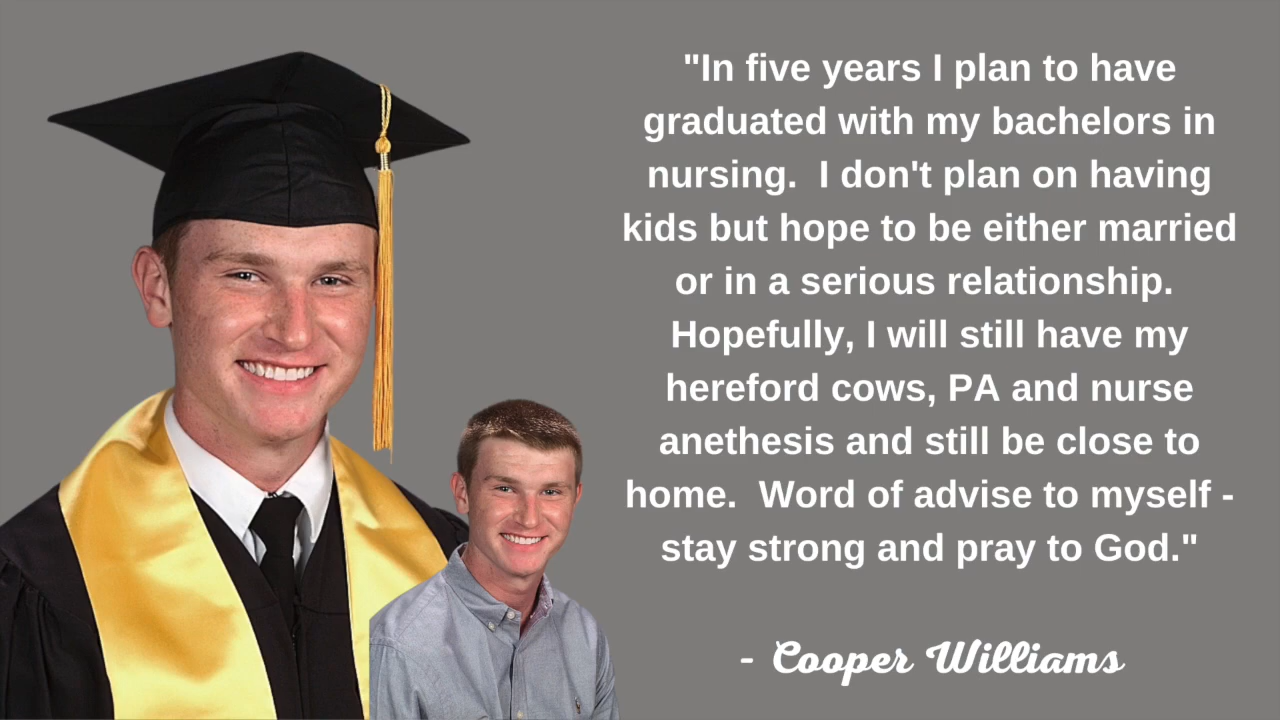 "In five years I plan to have
graduated with my bachelors in
nursing.  I don't plan on having
kids but hope to be either married
or in a serious relationship.
Hopefully, I will still have my
hereford cows, PA and nurse
anethesis and still be close to
home.  Word of advise to myself -
stay strong and pray to God."
- Cooper Williams